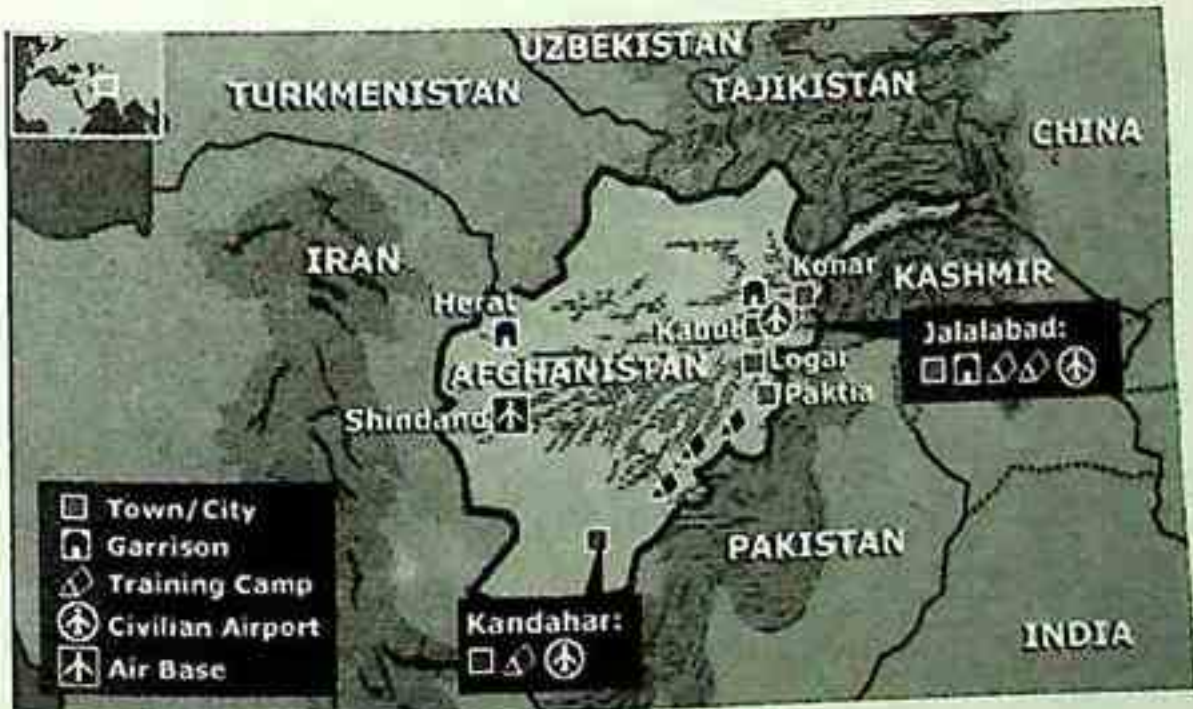 UZBEKISTAN
TURKMENISTAN
TAJIKISTAN
CHINA
IRAN
Konar
KASHMIR
Herat
Kabul
Jalalabad:
AFGHANISTAN
Logar
Paktia
Shindand
Town/City
Garrison
Training Camp
Civilian Airport
Air Base
PAKISTAN
Kandahar:
INDIA